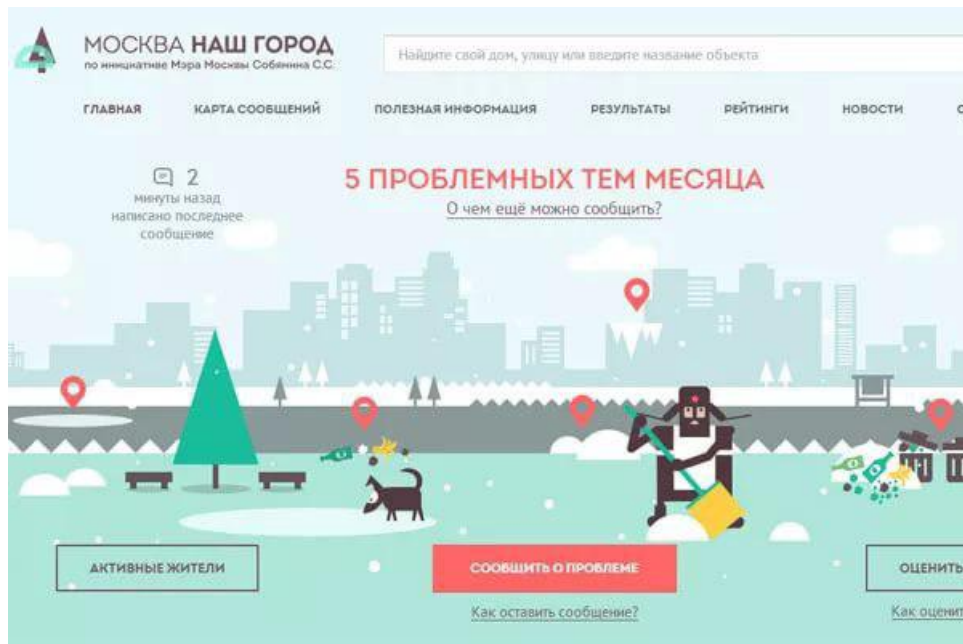 МОСКВА НАШ ГОРОД
по инициативе Мэра Москвы Собянина С.С.
Найдите свой дом, улицу или введите название объекта
ГЛАВНАЯ КАРТА СООБЩЕНИЙ ПОЛЕЗНАЯ ИНФОРМАЦИЯ РЕЗУЛЬТАТЫ РЕЙТИНГИ НОВОСТИ
2
минуты назад
написано последнее
сообщение
5 ПРОБЛЕМНЫХ ТЕМ МЕСЯЦА
О чем ещё можно сообщить?
АКТИВНЫЕ ЖИТЕЛИ СООБЩИТЬ О ПРОБЛЕМЕ ОЦЕНИТЬ
Как оставить сообщение? Как оценит